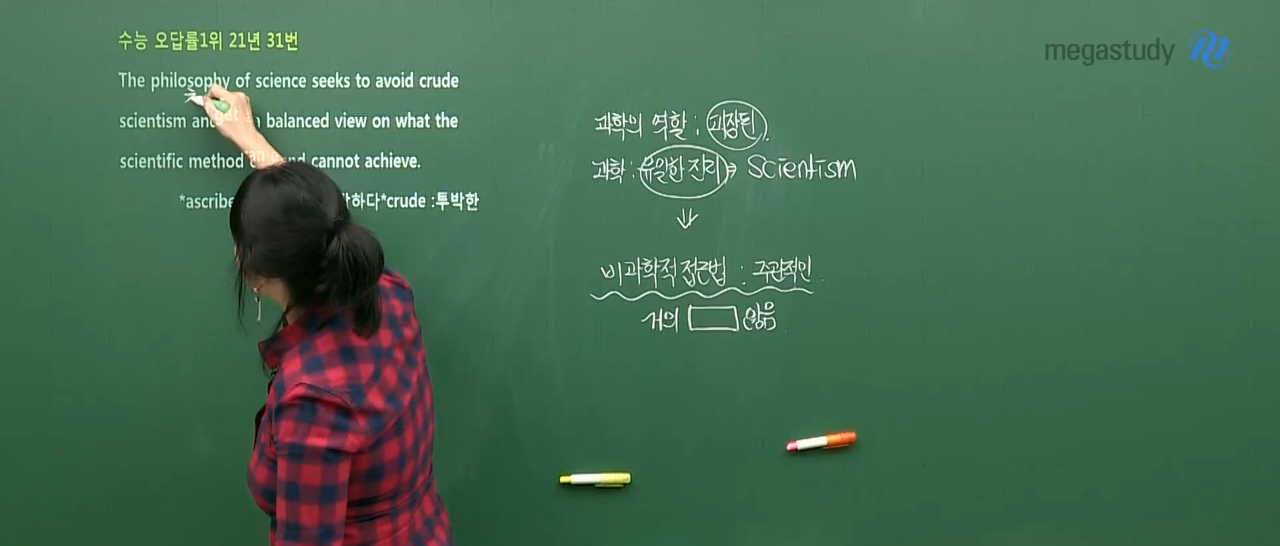 수능 오답률1위 21년 31번
The philosophy of science seeks to avoid crude
scientism and get a balanced view on what the
scientific method can and cannot achieve.
*ascribe 하다*crude :투박한
megastudy
과학의 역할 : 과장된
과학 : 유일한 진리 ⇒ Scientism
비과학적 접근법 : 주관적인
거의 않음